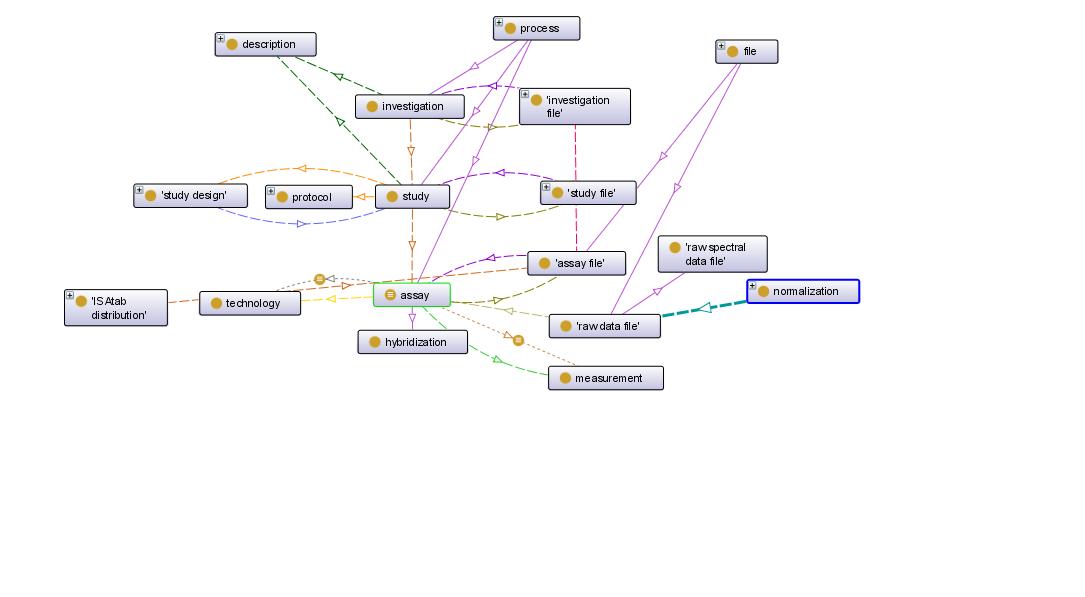 process
description
file
investigation
'investigation
file'
'study design'
protocol
study
'study file'
'raw spectral
data file'
'assay file'
normalization
'ISAtab
distribution'
technology
assay
'raw data file'
hybridization
measurement